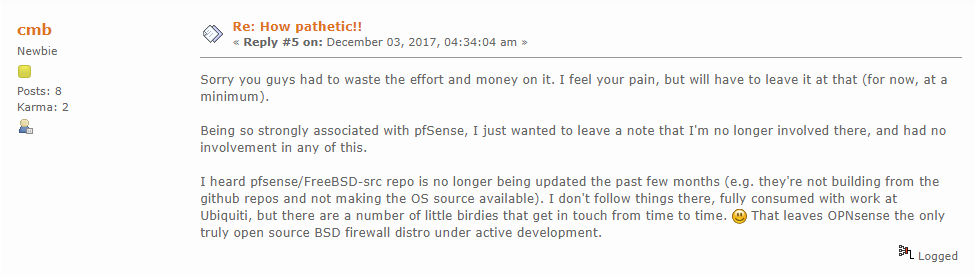 cmb
Newbie
Posts: 8
Karma: 2
Re: How pathetic!!
« Reply #5 on: December 03, 2017, 04:34:04 am »
Sorry you guys had to waste the effort and money on it. I feel your pain, but will have to leave it at that (for now, at a
minimum).
Being so strongly associated with pfSense, I just wanted to leave a note that I'm no longer involved there, and had no
involvement in any of this.
I heard pfsense/FreeBSD-src repo is no longer being updated the past few months (e.g. they're not building from the
github repos and not making the OS source available). I don't follow things there, fully consumed with work at
Ubiquiti, but there are a number of little birdies that get in touch from time to time. That leaves OPNsense the only
truly open source BSD firewall distro under active development.
Logged